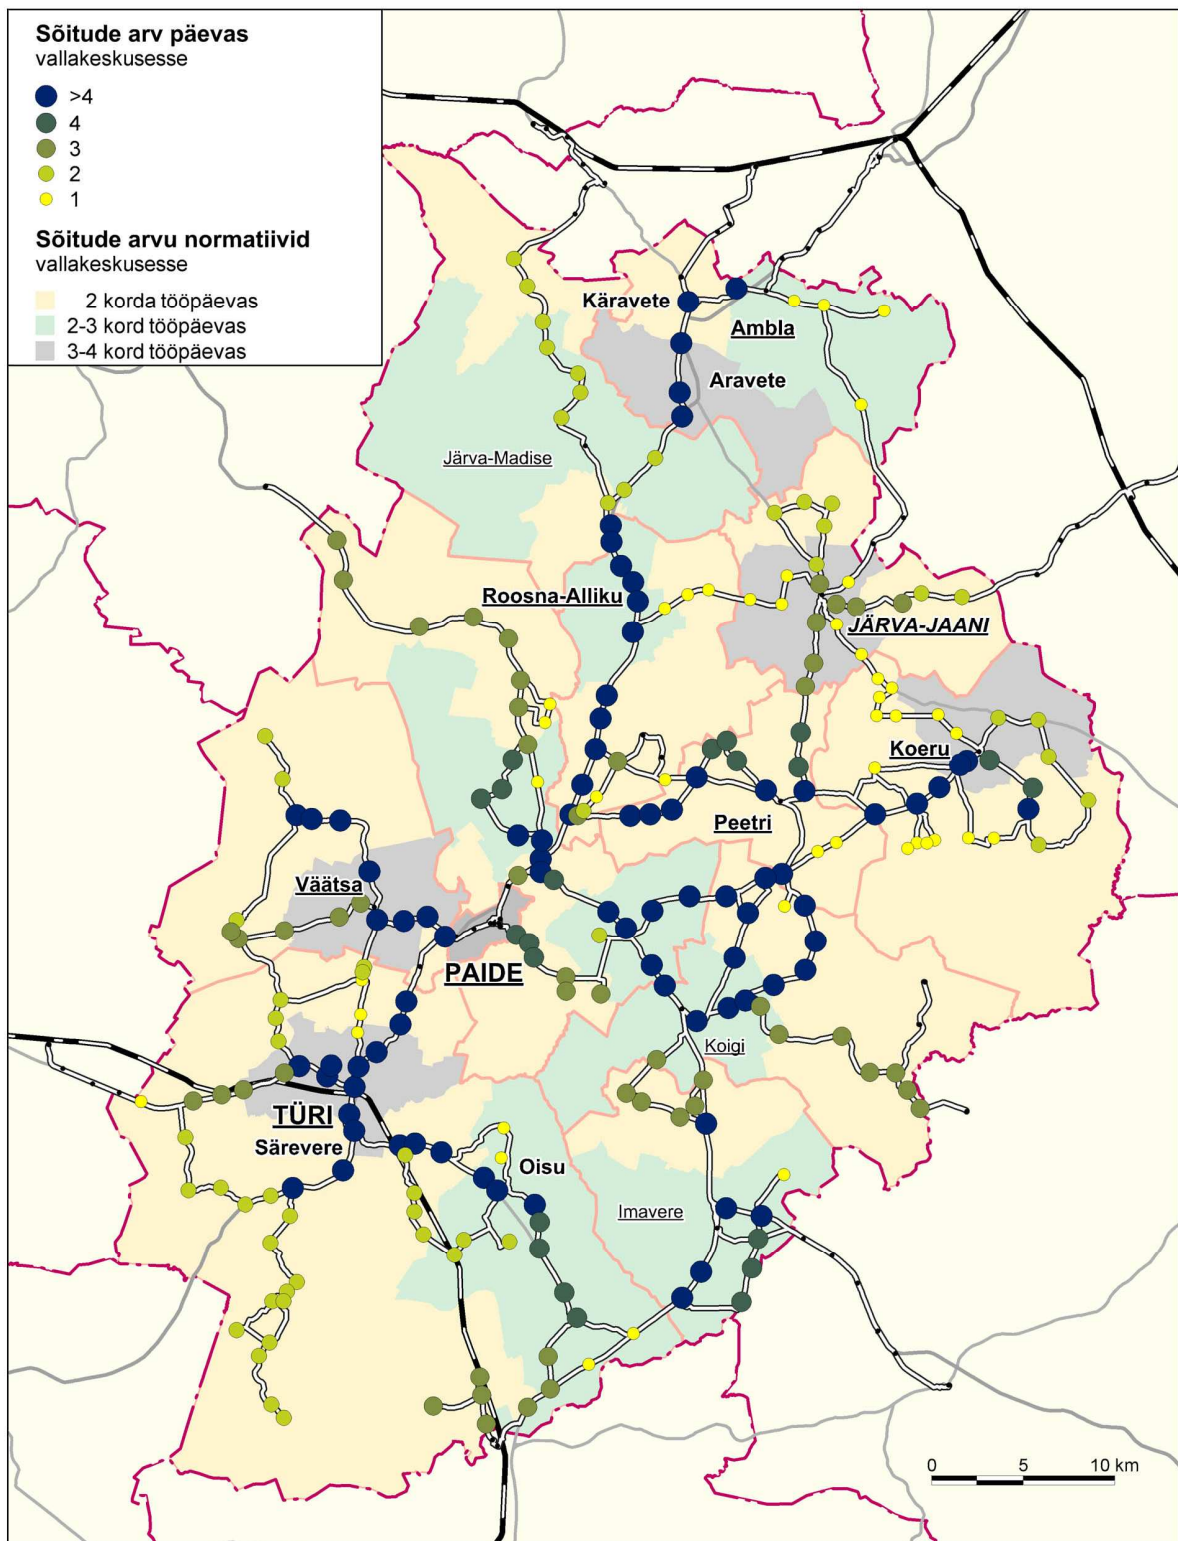 Sõitude arv päevas
vallakeskusesse
>4
4
3
2
1
Sõitude arvu normatiivid
vallakeskusesse
2 korda tööpäevas
2-3 kord tööpäevas
3-4 kord tööpäevas
Käravete
Ambla
Aravete
Järva-Madise
Roosna-Alliku
JÄRVA-JAANI
Koeru
Peetri
Väätsa
PAIDE
Koigi
TÜRI
Särevere
Oisu
Imavere
0 5 10 km